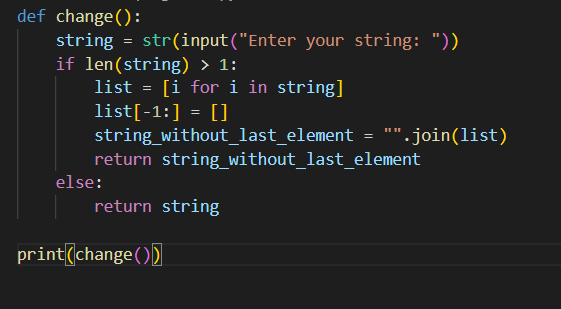 def change():
    string = str(input("Enter your string: "))
    if len(string) > 1:
        list = [i for i in string]
        list[-1:] = []
        string_without_last_element = "".join(list)
        return string_without_last_element
    else:
        return string
print(change())